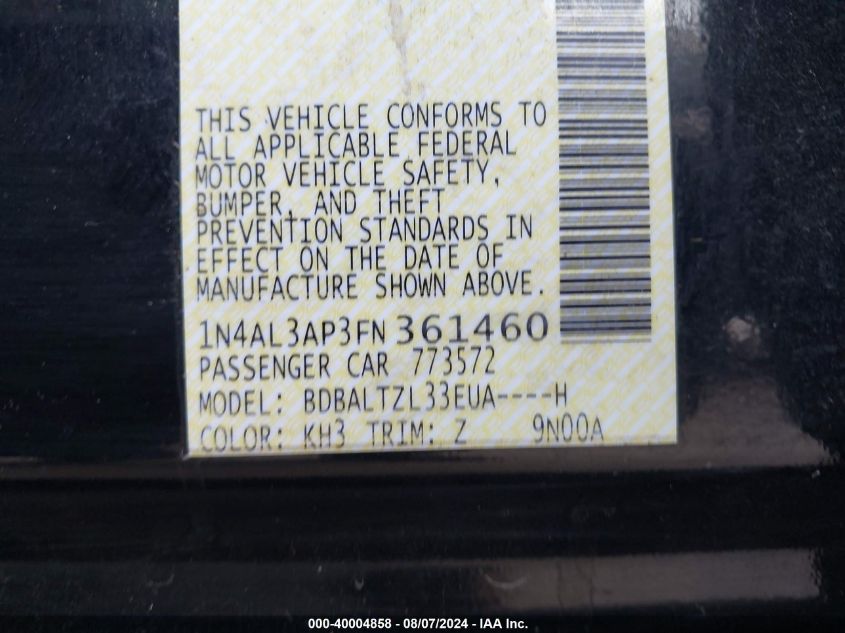 THIS VEHICLE CONFORMS TO
ALL APPLICABLE FEDERAL
MOTOR VEHICLE SAFETY,
BUMPER, AND THEFT
PREVENTION STANDARDS IN
EFFECT ON THE DATE OF
MANUFACTURE SHOWN ABOVE.
1N4AL3AP3FN361460
PASSENGER CAR 773572
MODEL: BDBALTZL33EUA----H
COLOR: KH3 TRIM: Z 9N00A
000-40004858 - 08/07/2024 - IAA Inc.